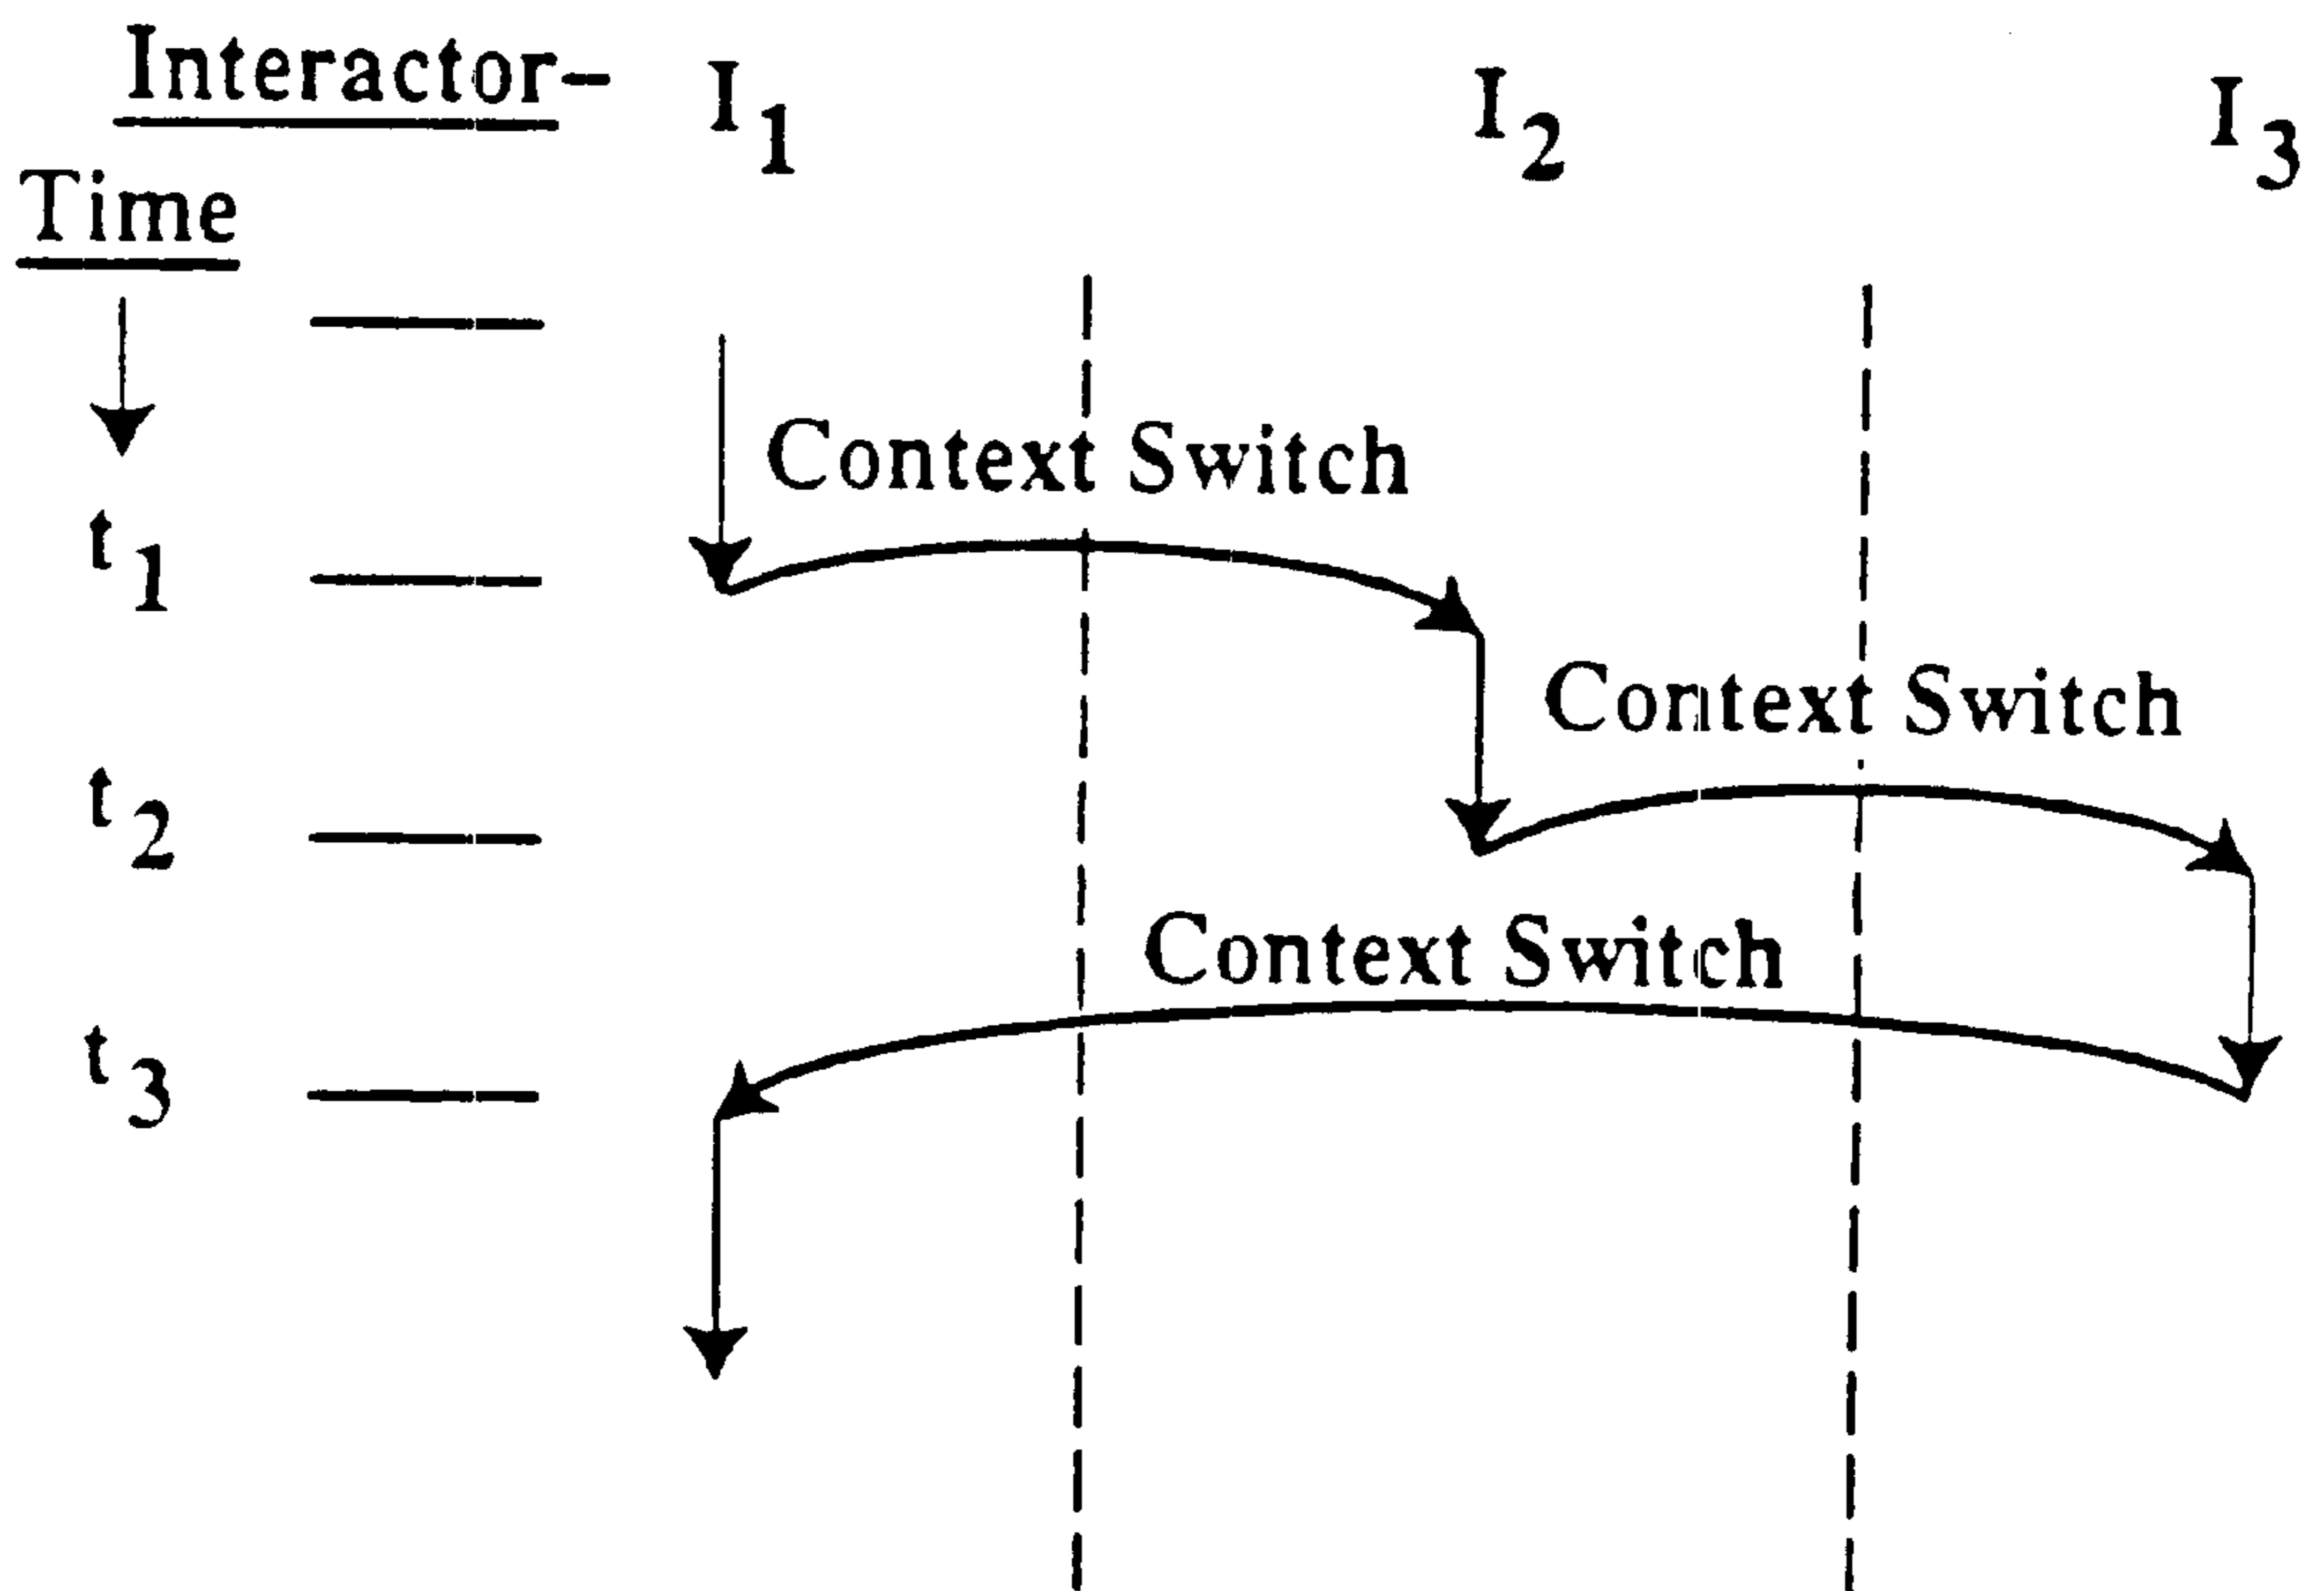 Interactor- I₁ I₂ I₃
Time
Context Switch
t₁
Context Switch
t₂
Context Switch
t₃